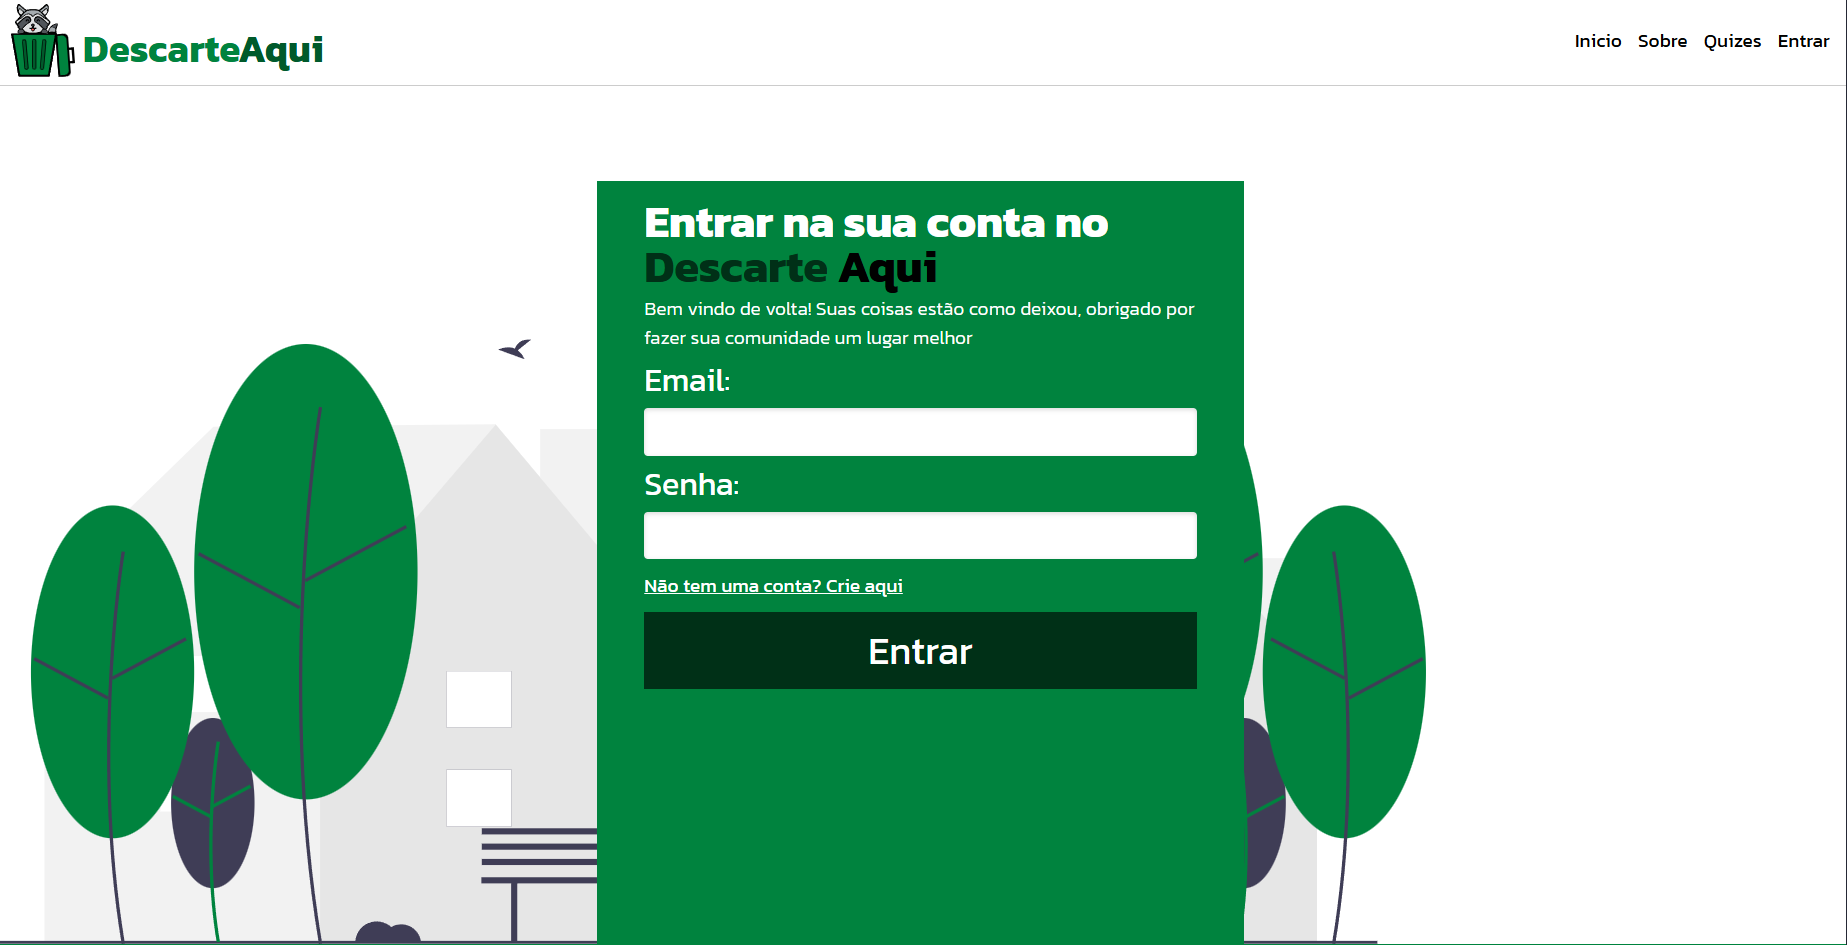 DescarteAqui
Inicio Sobre Quizes Entrar
Entrar na sua conta no
Descarte Aqui
Bem vindo de volta! Suas coisas estão como deixou, obrigado por
fazer sua comunidade um lugar melhor
Email:
Senha:
Não tem uma conta? Crie aqui
Entrar